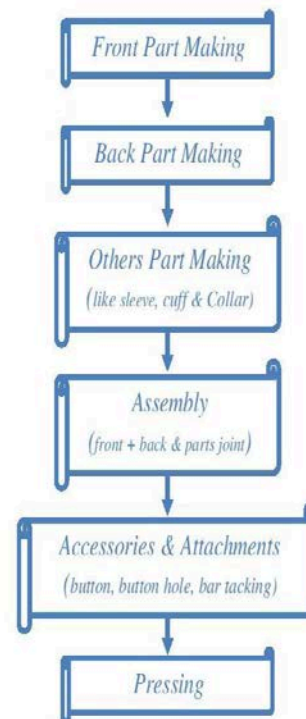 Front Part Making
Back Part Making
Others Part Making
(like sleeve, cuff & Collar)
Assembly
(front + back & parts joint)
Accessories & Attachments
(button, button hole, bar tacking)
Pressing